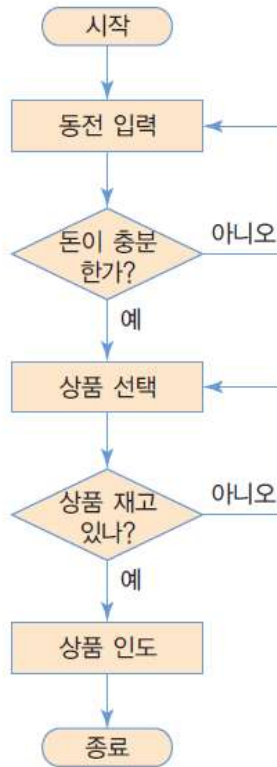 시작
동전 입력
돈이 충분
한가?
아니오
예
상품 선택
상품 재고
있나?
아니오
예
상품 인도
종료